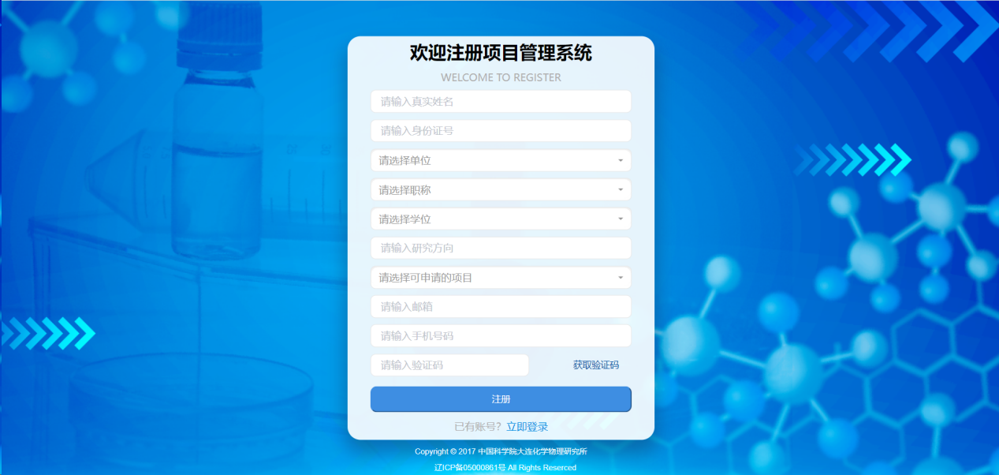 欢迎注册项目管理系统
WELCOME TO REGISTER
请输入真实姓名
请输入身份证号
请选择单位
请选择职称
请选择学位
请输入研究方向
请选择可申请的项目
请输入邮箱
请输入手机号码
请输入验证码 获取验证码
注册
已有账号？立即登录
Copyright © 2017 中国科学院大连化学物理研究所
辽ICP备05000861号 All Rights Reserced